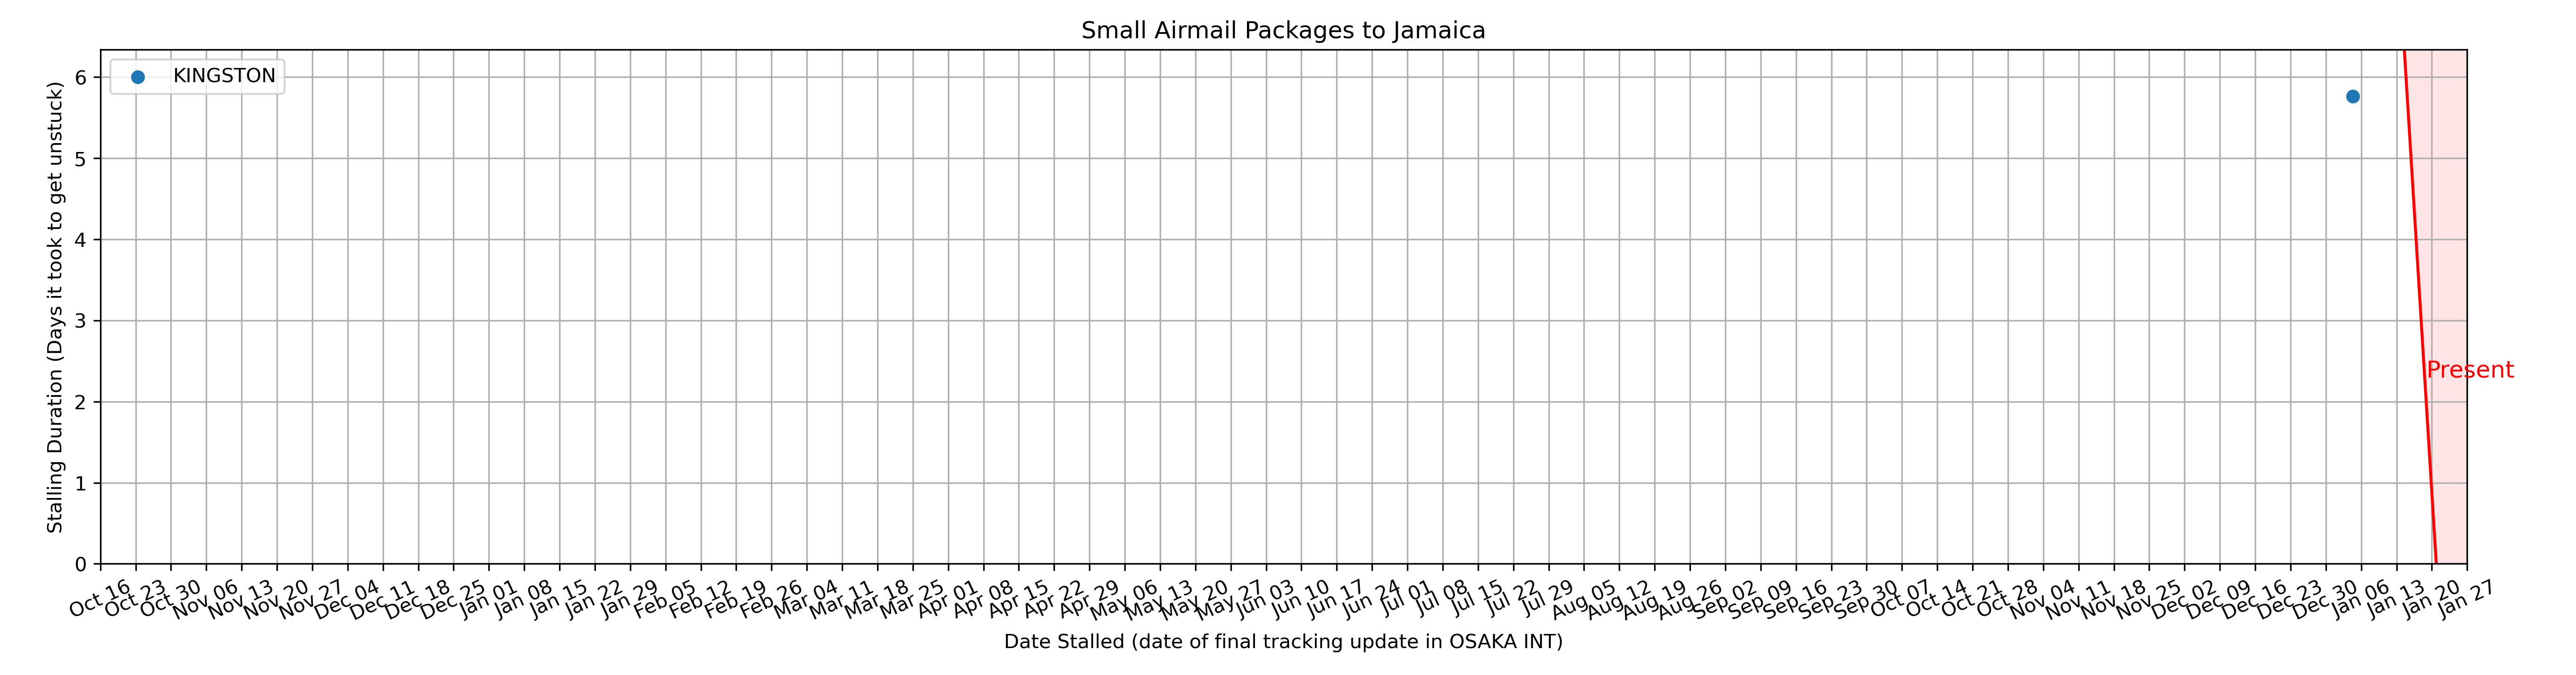 Small Airmail Packages to Jamaica
KINGSTON
Stalling Duration (Days it took to get unstuck)
6
5
4
3
2
1
0
Present
Oct 16 Oct 23 Oct 30 Nov 06 Nov 13 Nov 20 Nov 27 Dec 04 Dec 11 Dec 18 Dec 25 Jan 01 Jan 08 Jan 15 Jan 22 Jan 29 Feb 05 Feb 12 Feb 19 Feb 26 Mar 04 Mar 11 Mar 18 Mar 25 Apr 01 Apr 08 Apr 15 Apr 22 Apr 29 May 06 May 13 May 20 May 27 Jun 03 Jun 10 Jun 17 Jun 24 Jul 01 Jul 08 Jul 15 Jul 22 Jul 29 Aug 05 Aug 12 Aug 19 Aug 26 Sep 02 Sep 09 Sep 16 Sep 23 Sep 30 Oct 07 Oct 14 Oct 21 Oct 28 Nov 04 Nov 11 Nov 18 Nov 25 Dec 02 Dec 09 Dec 16 Dec 23 Dec 30 Jan 06 Jan 13 Jan 20 Jan 27
Date Stalled (date of final tracking update in OSAKA INT)